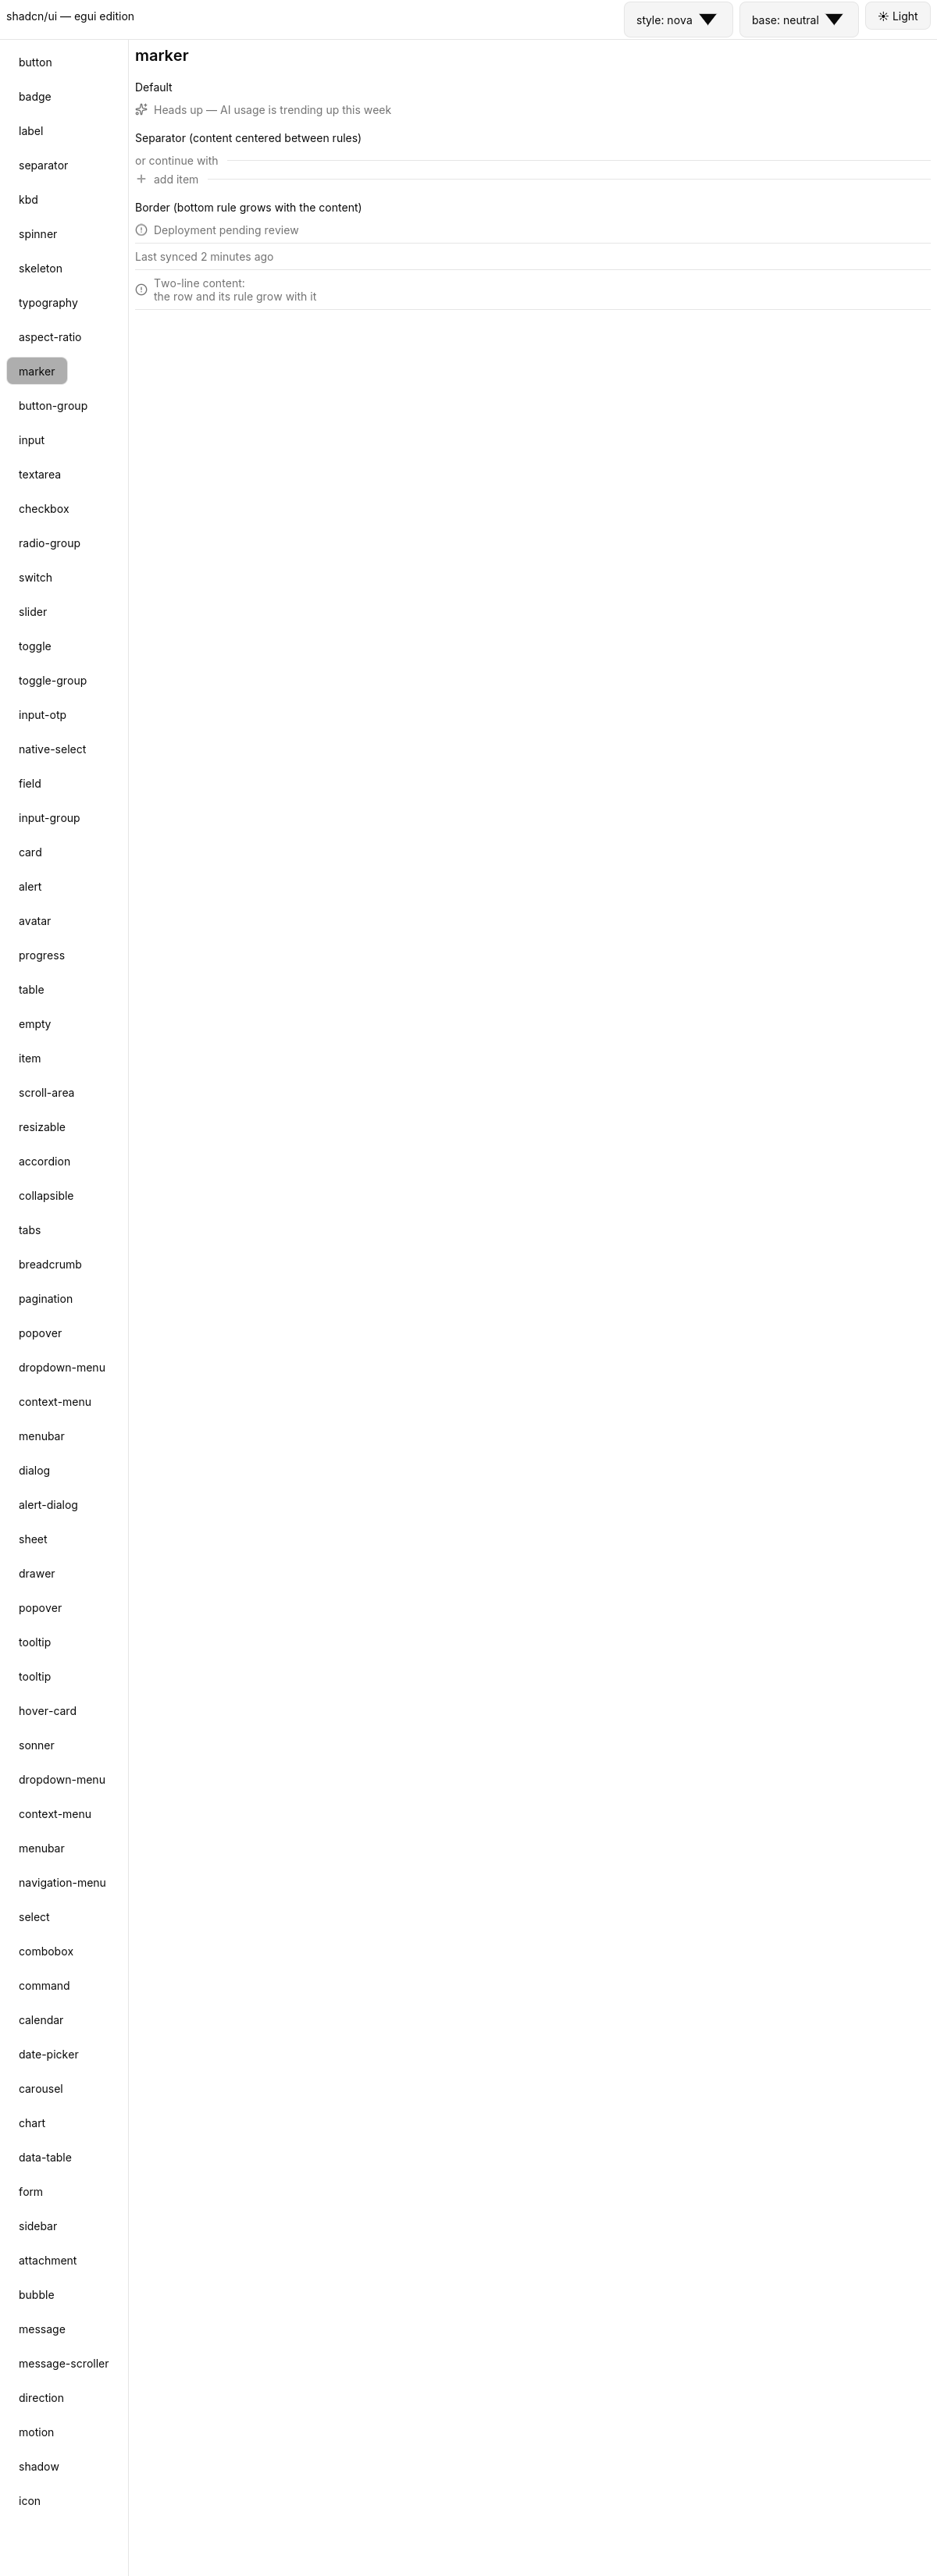 shadcn/ui — egui edition
style: nova
base: neutral
☀ Light
button
badge
label
separator
kbd
spinner
skeleton
typography
aspect-ratio
marker
button-group
input
textarea
checkbox
radio-group
switch
slider
toggle
toggle-group
input-otp
native-select
field
input-group
card
alert
avatar
progress
table
empty
item
scroll-area
resizable
accordion
collapsible
tabs
breadcrumb
pagination
popover
dropdown-menu
context-menu
menubar
dialog
alert-dialog
sheet
drawer
popover
tooltip
tooltip
hover-card
sonner
dropdown-menu
context-menu
menubar
navigation-menu
select
combobox
command
calendar
date-picker
carousel
chart
data-table
form
sidebar
attachment
bubble
message
message-scroller
direction
motion
shadow
icon
marker
Default
Heads up — AI usage is trending up this week
Separator (content centered between rules)
or continue with
add item
Border (bottom rule grows with the content)
Deployment pending review
Last synced 2 minutes ago
Two-line content:
the row and its rule grow with it